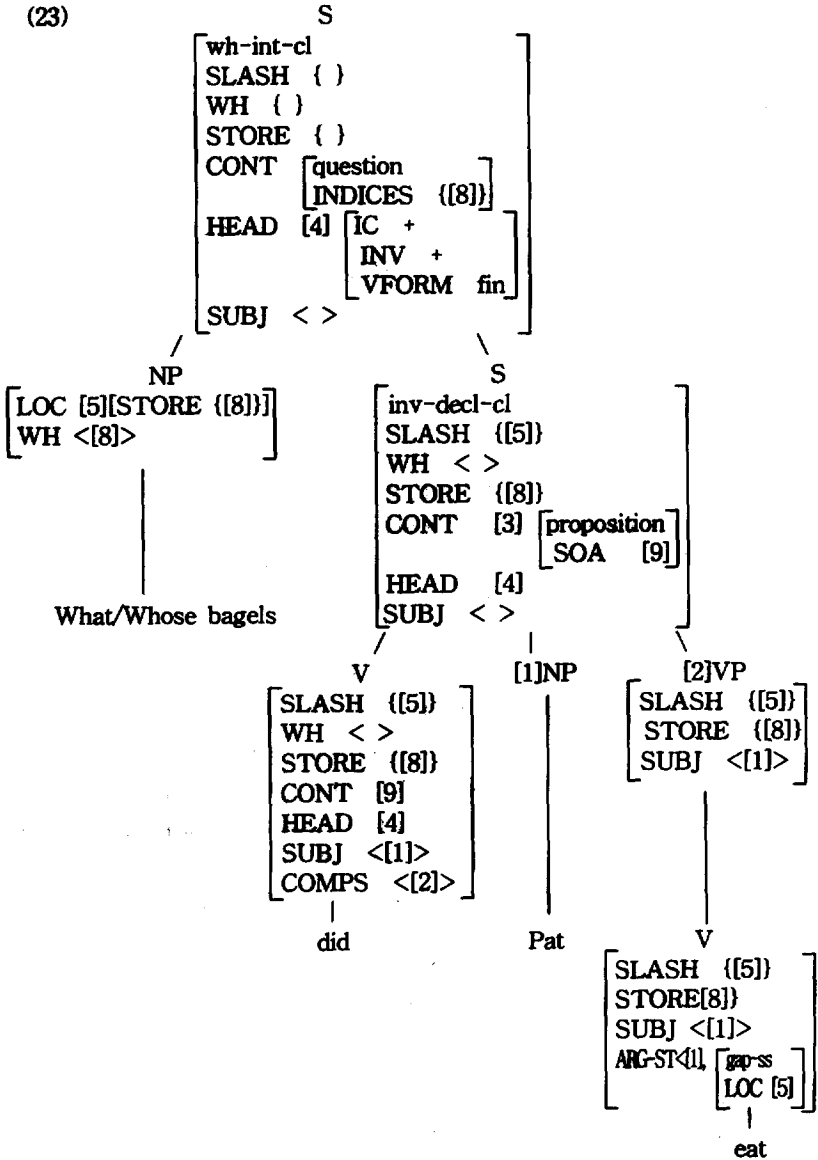 (23) S
wh-int-cl
SLASH { }
WH { }
STORE { }
CONT [question
INDICES {[8]}]
HEAD [4] [IC +
INV +
VFORM fin]
SUBJ < >
NP
[LOC [5][STORE {[8]}]
WH <[8]>]
What/Whose bagels
S
inv-decl-cl
SLASH {[5]}
WH < >
STORE {[8]}
CONT [3] [proposition
SOA [9]]
HEAD [4]
SUBJ < >
V
SLASH {[5]}
WH < >
STORE {[8]}
CONT [9]
HEAD [4]
SUBJ <[1]>
COMPS <[2]>
did
[1]NP
Pat
[2]VP
SLASH {[5]}
STORE {[8]}
SUBJ <[1]>
V
SLASH {[5]}
STORE[8]}
SUBJ <[1]>
ARG-ST<[1], [gap-ss
LOC [5]]
eat